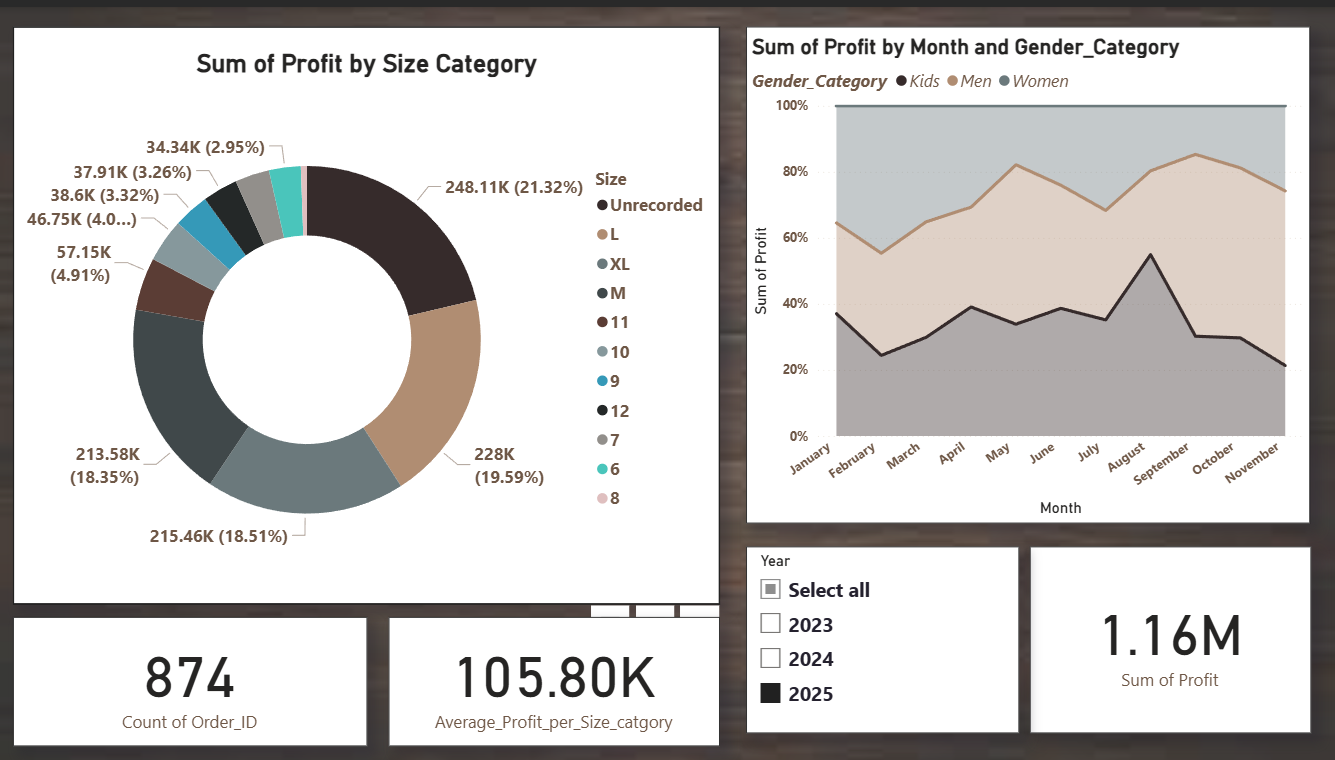 Sum of Profit by Size Category
34.34K (2.95%)
37.91K (3.26%)
38.6K (3.32%)
46.75K (4.0...)
57.15K
(4.91%)
213.58K
(18.35%)
215.46K (18.51%)
228K
(19.59%)
248.11K (21.32%)
Size
Unrecorded
L
XL
M
11
10
9
12
7
6
8
Sum of Profit by Month and Gender_Category
Gender_Category Kids Men Women
100%
80%
60%
40%
20%
0%
Sum of Profit
January
February
March
April
May
June
July
August
September
October
November
Month
874
Count of Order_ID
105.80K
Average_Profit_per_Size_catgory
Year
Select all
2023
2024
2025
1.16M
Sum of Profit